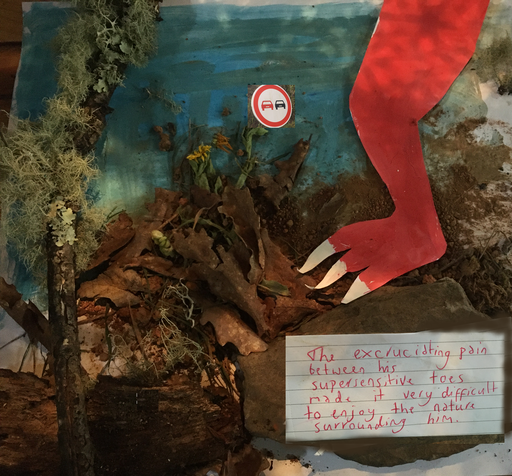 The excruciating pain
between his
supersensitive toes
made it very difficult
to enjoy the nature
surrounding him.